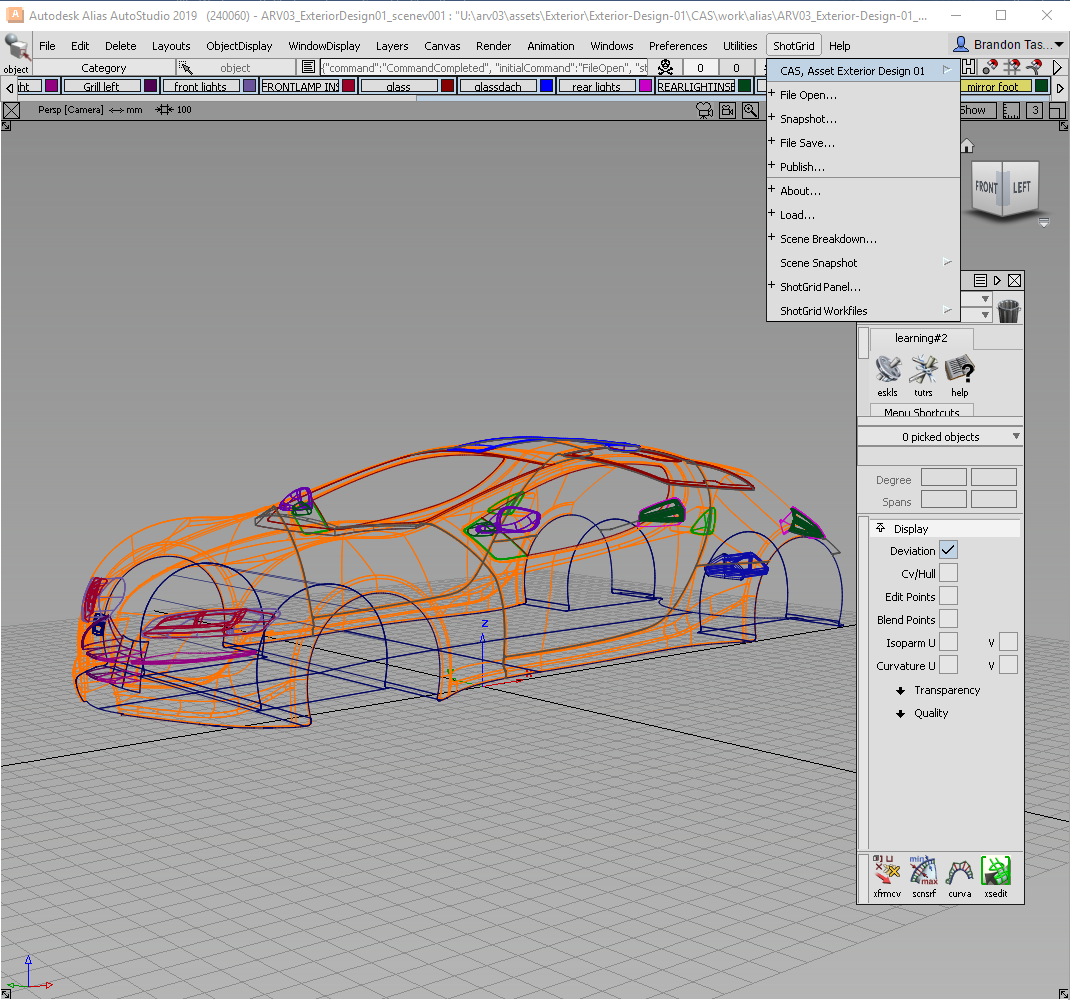 Autodesk Alias AutoStudio 2019 (240060) - ARV03_ExteriorDesign01_scenev001 : "U:\arv03\assets\Exterior\Exterior-Design-01\CAS\work\alias\ARV03_Exterior-Design-01_...
File Edit Delete Layouts ObjectDisplay WindowDisplay Layers Canvas Render Animation Windows Preferences Utilities ShotGrid Help Brandon Tas...
object Category object {"command":"CommandCompleted", "initialCommand":"FileOpen", "st 0 0
ht Grill left front lights FRONTLAMP INS glass glassdach rear lights REARLIGHTINSE mirror foot
Persp [Camera] <-> mm 100 Show 3
CAS, Asset Exterior Design 01
+ File Open...
+ Snapshot...
+ File Save...
+ Publish...
+ About...
+ Load...
+ Scene Breakdown...
Scene Snapshot
+ ShotGrid Panel...
ShotGrid Workfiles
FRONT LEFT
learning#2
eskls tutrs help
Menu Shortcuts
0 picked objects
Degree
Spans
Display
Deviation
Cv/Hull
Edit Points
Blend Points
Isoparm U V
Curvature U V
Transparency
Quality
min
max
xfrmcv scnsrf curva xsedit
Z